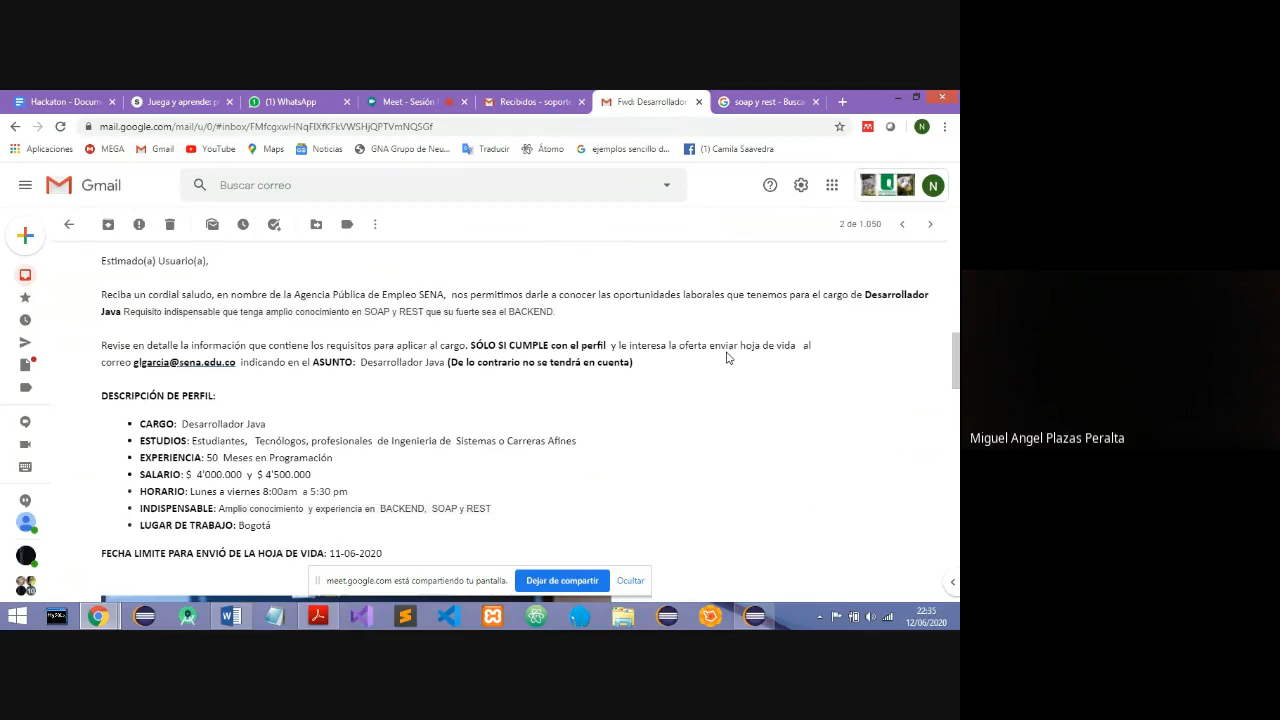 Hackaton - Docum
Juega y aprende: p
(1) WhatsApp
Meet - Sesión
Recibidos - soport
Fwd: Desarrollador
soap y rest - Busca
mail.google.com/mail/u/0/#inbox/FMfcgxwHNqFlXfKFkVWSHjQPTVmNQSGf
N
Aplicaciones
MEGA
Gmail
YouTube
Maps
Noticias
GNA Grupo de Neu...
Traducir
Átomo
ejemplos sencillo d...
(1) Camila Saavedra
Gmail
Buscar correo
N
2 de 1.050
Estimado(a) Usuario(a),
Reciba un cordial saludo, en nombre de la Agencia Pública de Empleo SENA, nos permitimos darle a conocer las oportunidades laborales que tenemos para el cargo de Desarrollador
Java Requisito indispensable que tenga amplio conocimiento en SOAP y REST que su fuerte sea el BACKEND.
Revise en detalle la información que contiene los requisitos para aplicar al cargo. SÓLO SI CUMPLE con el perfil y le interesa la oferta enviar hoja de vida al
correo glgarcia@sena.edu.co indicando en el ASUNTO: Desarrollador Java (De lo contrario no se tendrá en cuenta)
DESCRIPCIÓN DE PERFIL:
• CARGO: Desarrollador Java
• ESTUDIOS: Estudiantes, Tecnólogos, profesionales de Ingenieria de Sistemas o Carreras Afines
• EXPERIENCIA: 50 Meses en Programación
• SALARIO: $ 4'000.000 y $ 4'500.000
• HORARIO: Lunes a viernes 8:00am a 5:30 pm
• INDISPENSABLE: Amplio conocimiento y experiencia en BACKEND, SOAP y REST
• LUGAR DE TRABAJO: Bogotá
FECHA LIMITE PARA ENVIÓ DE LA HOJA DE VIDA: 11-06-2020
meet.google.com está compartiendo tu pantalla.
Dejar de compartir
Ocultar
22:35
12/06/2020
Miguel Angel Plazas Peralta